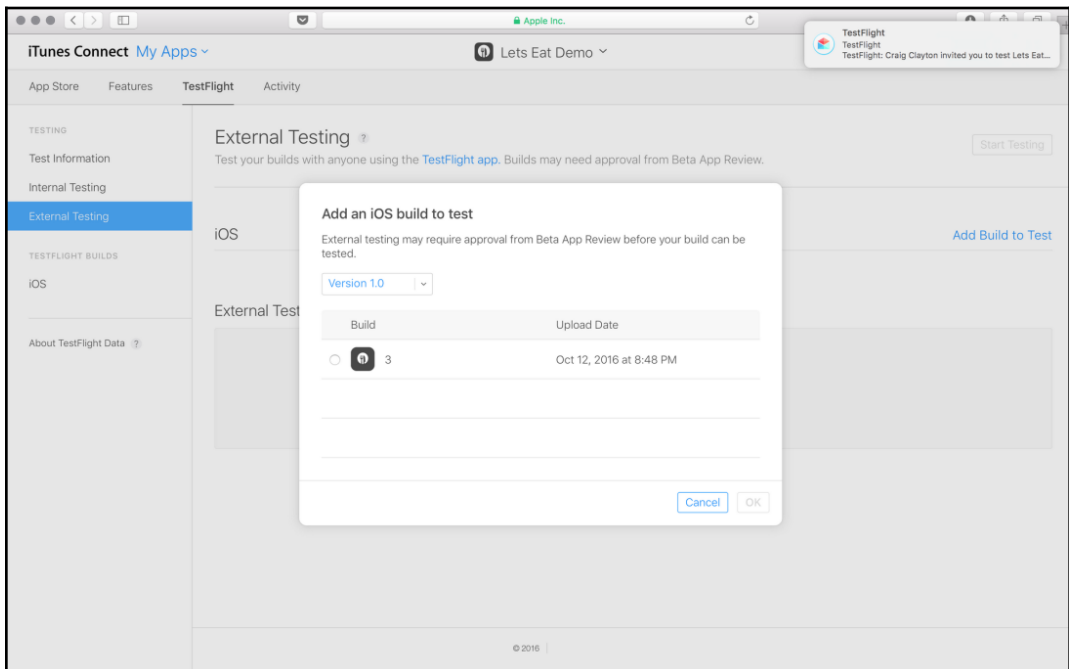 Apple Inc.
iTunes Connect My Apps
Lets Eat Demo
TestFlight
TestFlight
TestFlight: Craig Clayton invited you to test Lets Eat...
App Store Features TestFlight Activity
TESTING
Test Information
Internal Testing
External Testing
TESTFLIGHT BUILDS
iOS
About TestFlight Data ?
External Testing ?
Test your builds with anyone using the TestFlight app. Builds may need approval from Beta App Review.
Start Testing
iOS
Add Build to Test
External Test
Add an iOS build to test
External testing may require approval from Beta App Review before your build can be
tested.
Version 1.0
Build Upload Date
3 Oct 12, 2016 at 8:48 PM
Cancel OK
© 2016